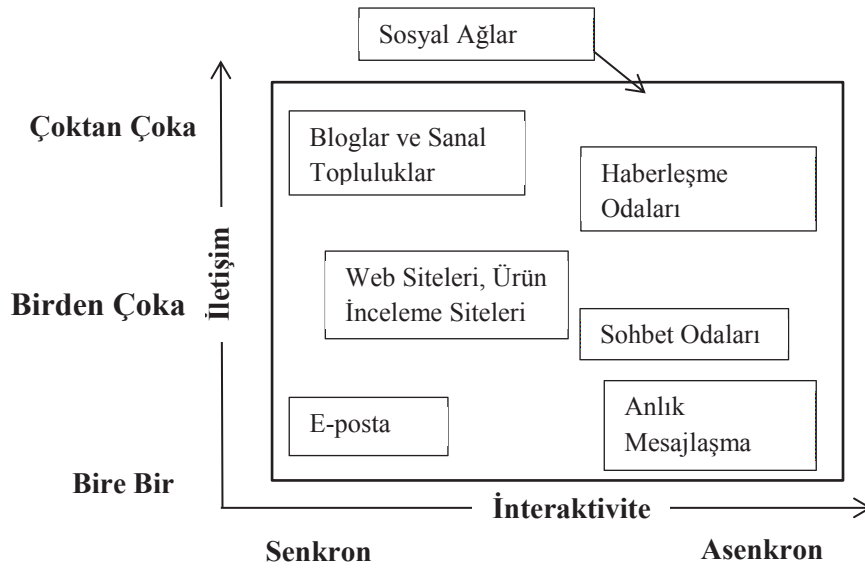 Sosyal Ağlar
Çoktan Çoka
Bloglar ve Sanal
Topluluklar
Haberleşme
Odaları
İletişim
Birden Çoka
Web Siteleri, Ürün
İnceleme Siteleri
Sohbet Odaları
E-posta
Anlık
Mesajlaşma
Bire Bir
İnteraktivite
Senkron
Asenkron